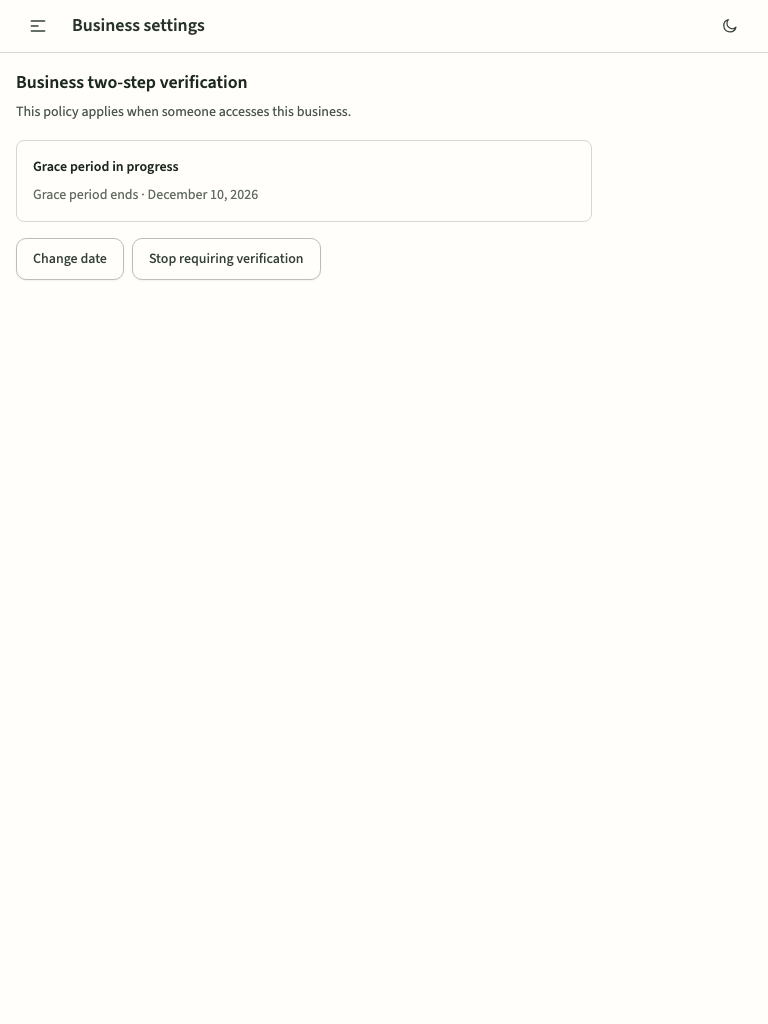 Business settings
Business two-step verification
This policy applies when someone accesses this business.
Grace period in progress
Grace period ends · December 10, 2026
Change date
Stop requiring verification